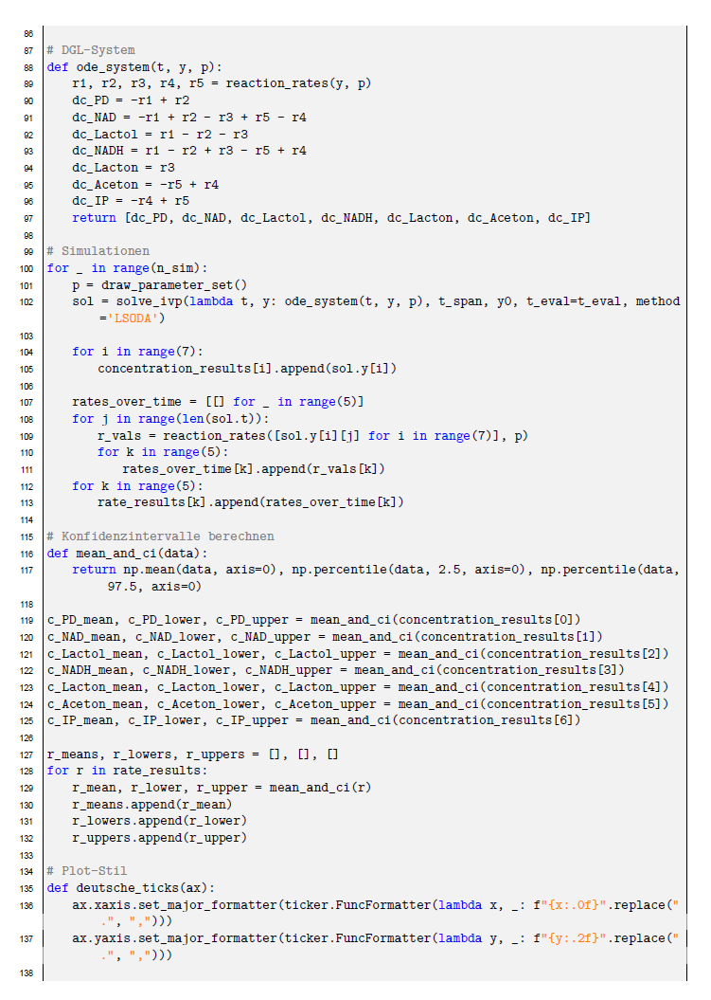 86
87 # DGL-System
88 def ode_system(t, y, p):
89     r1, r2, r3, r4, r5 = reaction_rates(y, p)
90     dc_PD = -r1 + r2
91     dc_NAD = -r1 + r2 - r3 + r5 - r4
92     dc_Lactol = r1 - r2 - r3
93     dc_NADH = r1 - r2 + r3 - r5 + r4
94     dc_Lacton = r3
95     dc_Aceton = -r5 + r4
96     dc_IP = -r4 + r5
97     return [dc_PD, dc_NAD, dc_Lactol, dc_NADH, dc_Lacton, dc_Aceton, dc_IP]
98
99 # Simulationen
100 for _ in range(n_sim):
101     p = draw_parameter_set()
102     sol = solve_ivp(lambda t, y: ode_system(t, y, p), t_span, y0, t_eval=t_eval, method
='LSODA')
103
104     for i in range(7):
105         concentration_results[i].append(sol.y[i])
106
107     rates_over_time = [[] for _ in range(5)]
108     for j in range(len(sol.t)):
109         r_vals = reaction_rates([sol.y[i][j] for i in range(7)], p)
110         for k in range(5):
111             rates_over_time[k].append(r_vals[k])
112     for k in range(5):
113         rate_results[k].append(rates_over_time[k])
114
115 # Konfidenzintervalle berechnen
116 def mean_and_ci(data):
117     return np.mean(data, axis=0), np.percentile(data, 2.5, axis=0), np.percentile(data,
97.5, axis=0)
118
119 c_PD_mean, c_PD_lower, c_PD_upper = mean_and_ci(concentration_results[0])
120 c_NAD_mean, c_NAD_lower, c_NAD_upper = mean_and_ci(concentration_results[1])
121 c_Lactol_mean, c_Lactol_lower, c_Lactol_upper = mean_and_ci(concentration_results[2])
122 c_NADH_mean, c_NADH_lower, c_NADH_upper = mean_and_ci(concentration_results[3])
123 c_Lacton_mean, c_Lacton_lower, c_Lacton_upper = mean_and_ci(concentration_results[4])
124 c_Aceton_mean, c_Aceton_lower, c_Aceton_upper = mean_and_ci(concentration_results[5])
125 c_IP_mean, c_IP_lower, c_IP_upper = mean_and_ci(concentration_results[6])
126
127 r_means, r_lowers, r_uppers = [], [], []
128 for r in rate_results:
129     r_mean, r_lower, r_upper = mean_and_ci(r)
130     r_means.append(r_mean)
131     r_lowers.append(r_lower)
132     r_uppers.append(r_upper)
133
134 # Plot-Stil
135 def deutsche_ticks(ax):
136     ax.xaxis.set_major_formatter(ticker.FuncFormatter(lambda x, _: f"{x:.0f}".replace("
.", ",")))
137     ax.yaxis.set_major_formatter(ticker.FuncFormatter(lambda y, _: f"{y:.2f}".replace("
.", ",")))
138